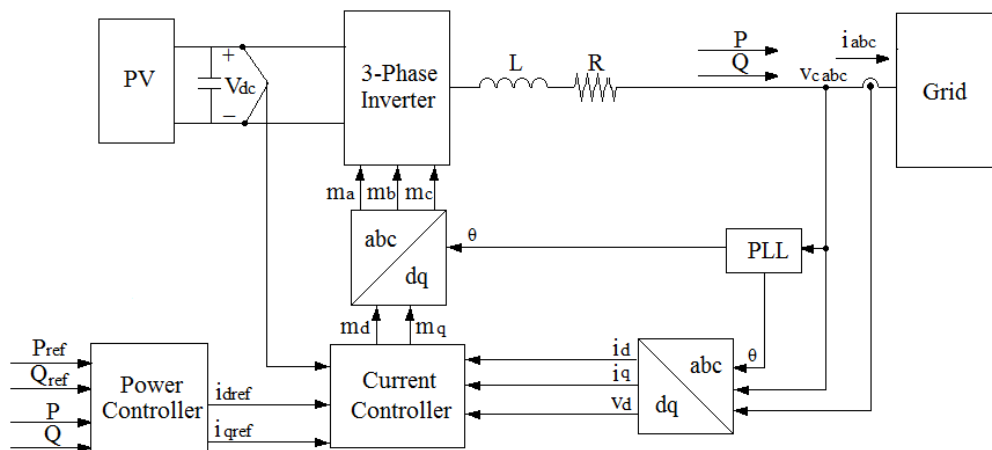 PV
+
Vdc
−
3-Phase
Inverter
L
R
P
Q
iabc
vc abc
Grid
ma
mb
mc
abc
dq
θ
PLL
θ
md
mq
Pref
Qref
P
Q
Power
Controller
idref
iqref
Current
Controller
id
iq
vd
abc
dq